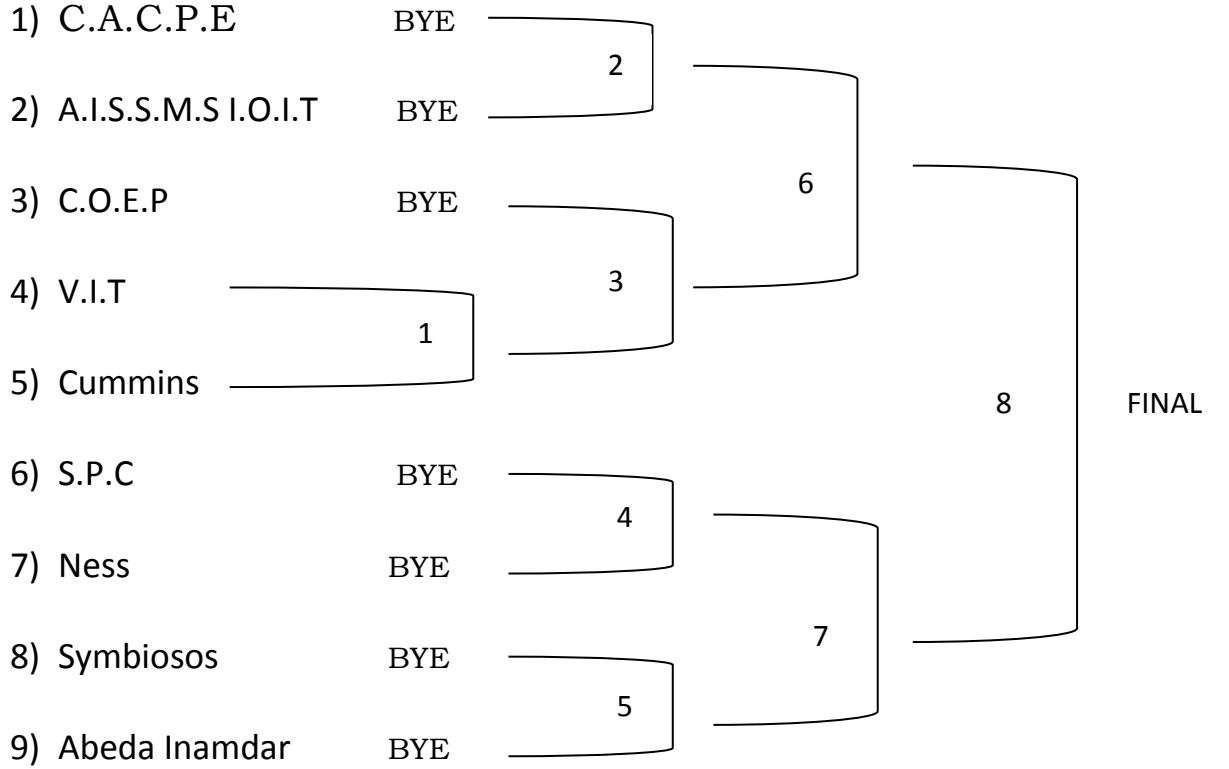 1) C.A.C.P.E BYE
2
2) A.I.S.S.M.S I.O.I.T BYE
6
3) C.O.E.P BYE
3
4) V.I.T
1
5) Cummins
8 FINAL
6) S.P.C BYE
4
7) Ness BYE
7
8) Symbiosos BYE
5
9) Abeda Inamdar BYE